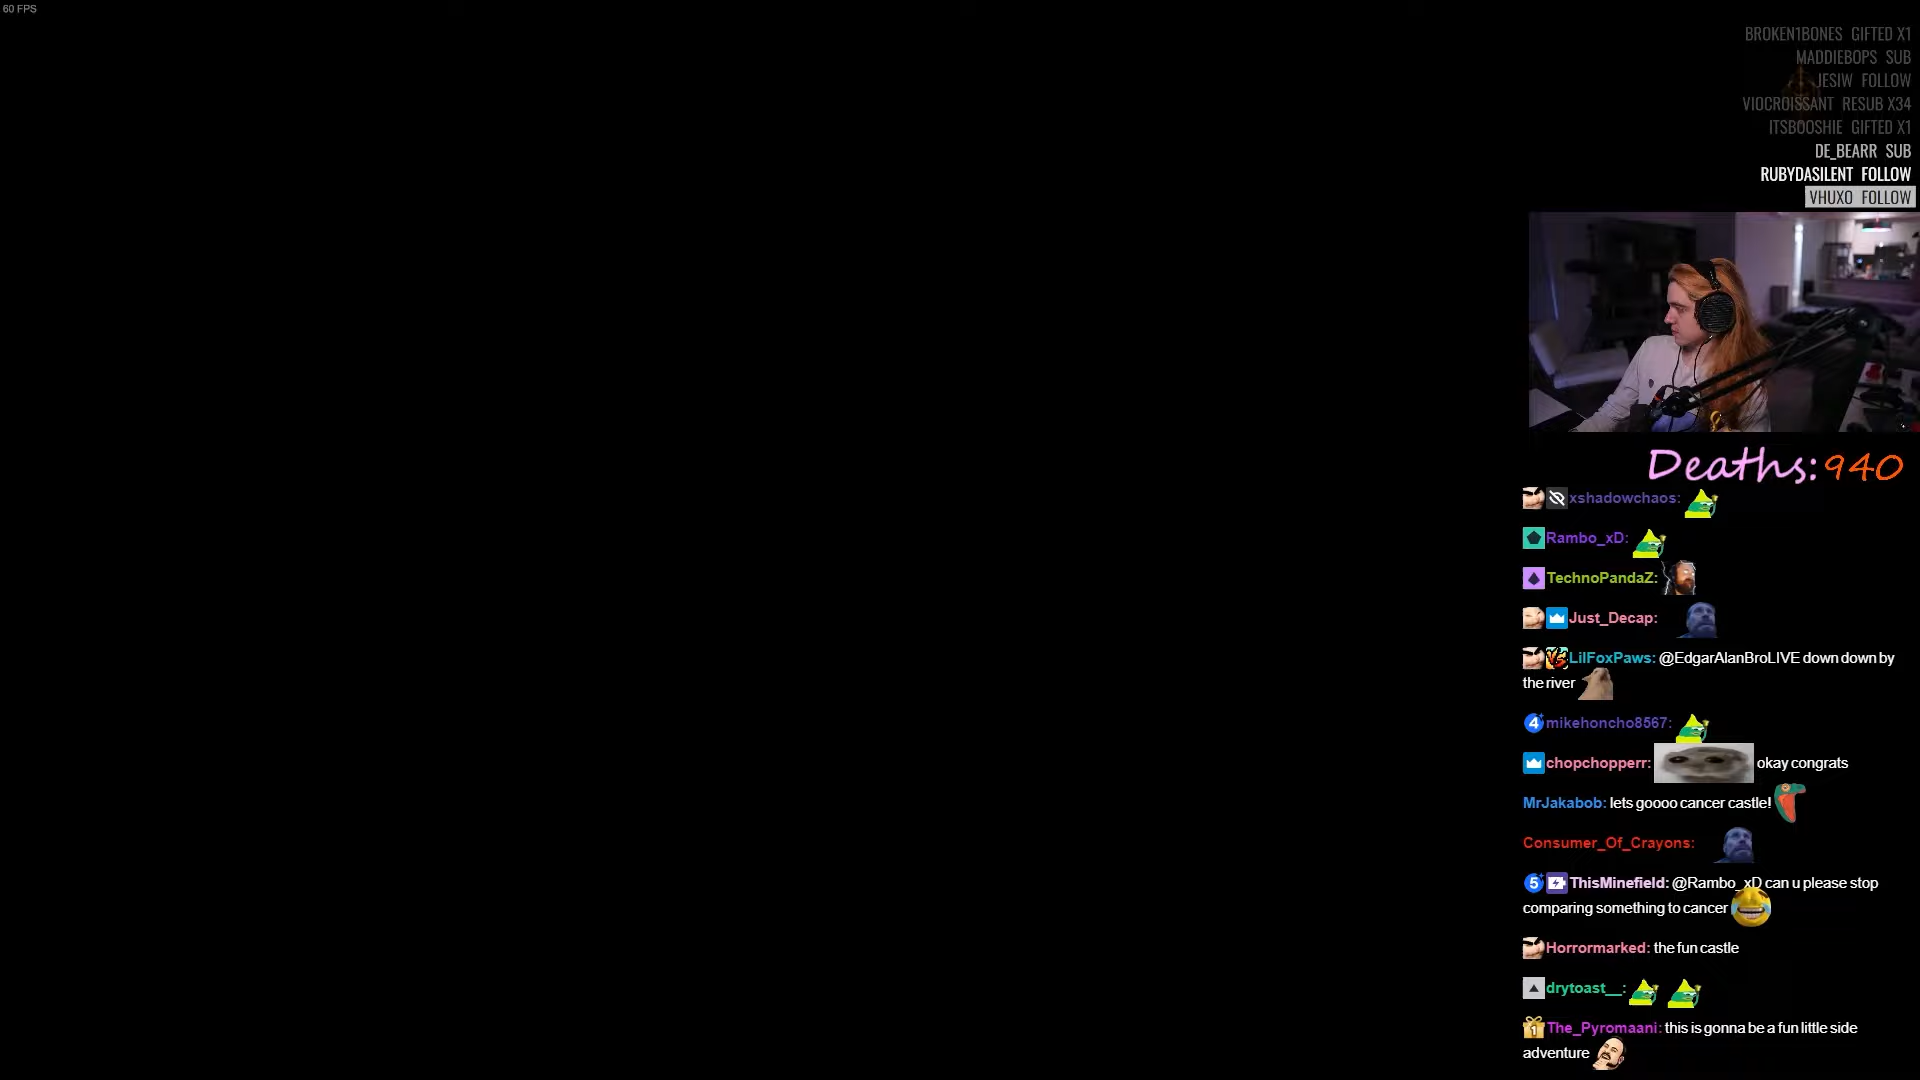 60 FPS
BROKEN1BONES GIFTED X1
MADDIEBOPS SUB
JESIW FOLLOW
VIOCROISSANT RESUB X34
ITSBOOSHIE GIFTED X1
DE_BEARR SUB
RUBYDASILENT FOLLOW
VHUXO FOLLOW
Deaths: 940
xshadowchaos:
Rambo_xD:
TechnoPandaZ:
Just_Decap:
LilFoxPaws: @EdgarAlanBroLIVE down down by
the river
4 mikehoncho8567:
chopchopperr: okay congrats
MrJakabob: lets goooo cancer castle!
Consumer_Of_Crayons:
5 ThisMinefield: @Rambo_xD can u please stop
comparing something to cancer
Horrormarked: the fun castle
drytoast__:
1 The_Pyromaani: this is gonna be a fun little side
adventure